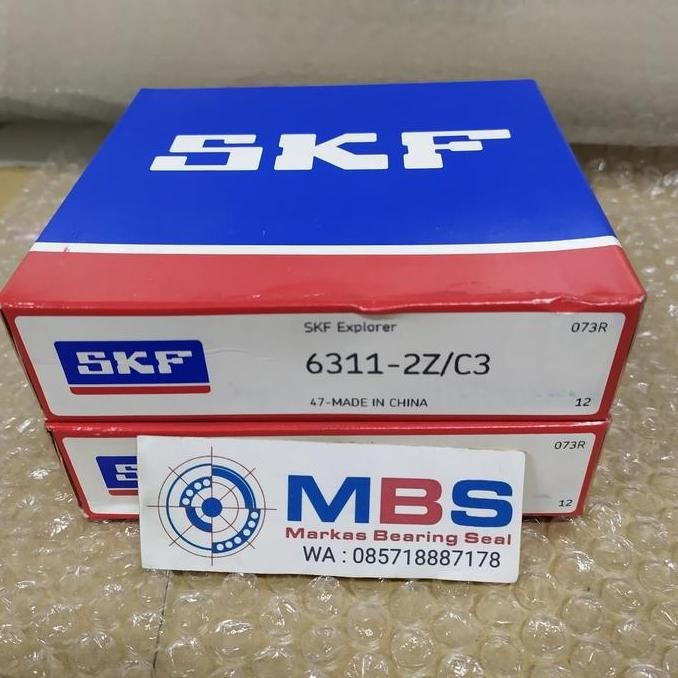 SKF
SKF Explorer
073R
SKF
6311-2Z/C3
47-MADE IN CHINA
12
073R
12
MBS
Markas Bearing Seal
WA : 085718887178